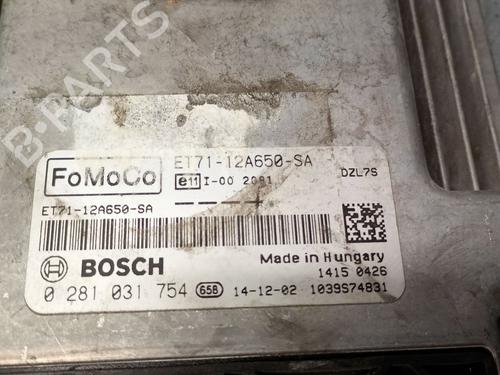 B-Parts
FoMoCo
ET71-12A650-SA
e11 I-00 2081 DZL7S
ET71-12A650-SA
BOSCH
Made in Hungary
1415 0426
0 281 031 754 658 14-12-02 1039S74831